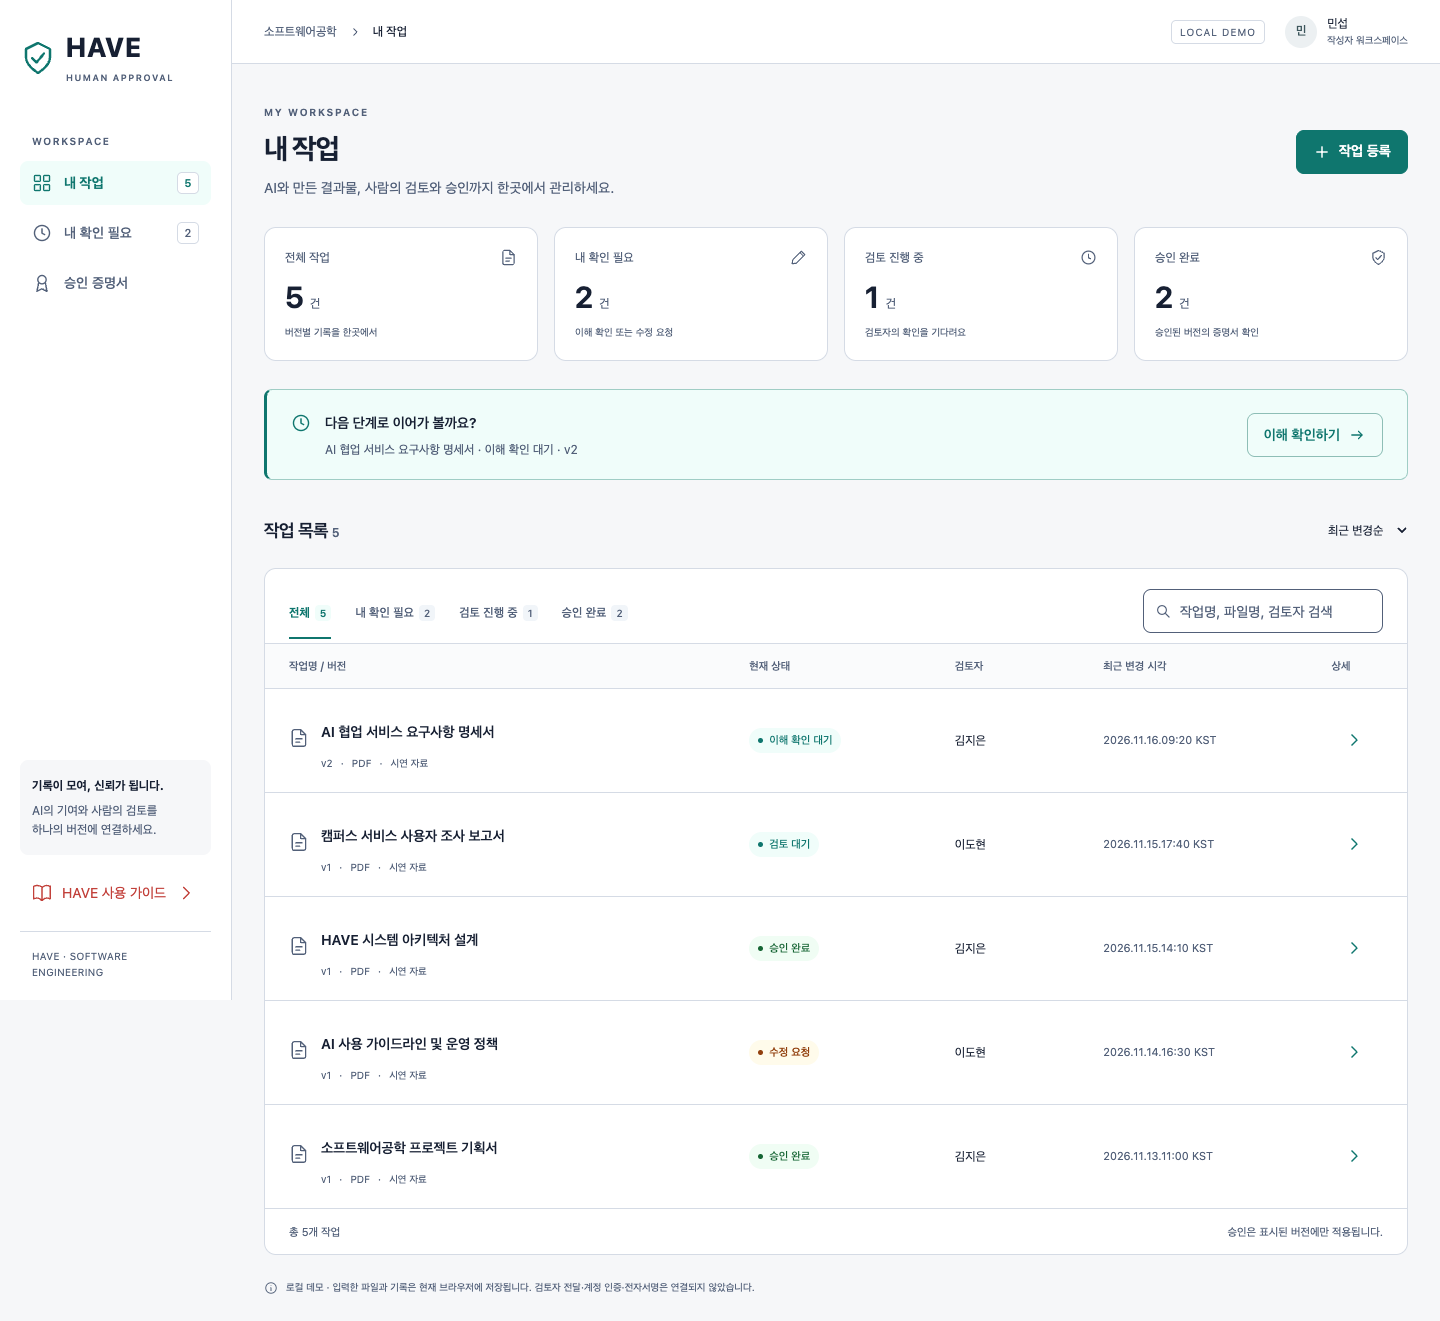 HAVE
HUMAN APPROVAL
WORKSPACE
내 작업 5
내 확인 필요 2
승인 증명서
기록이 모여, 신뢰가 됩니다.
AI의 기여와 사람의 검토를
하나의 버전에 연결하세요.
HAVE 사용 가이드
HAVE · SOFTWARE
ENGINEERING
소프트웨어공학 내 작업
LOCAL DEMO
민
민섭
작성자 워크스페이스
MY WORKSPACE
내 작업
AI와 만든 결과물, 사람의 검토와 승인까지 한곳에서 관리하세요.
작업 등록
전체 작업
5 건
버전별 기록을 한곳에서
내 확인 필요
2 건
이해 확인 또는 수정 요청
검토 진행 중
1 건
검토자의 확인을 기다려요
승인 완료
2 건
승인된 버전의 증명서 확인
다음 단계로 이어가 볼까요?
AI 협업 서비스 요구사항 명세서 · 이해 확인 대기 · v2
이해 확인하기
작업 목록 5
최근 변경순
전체 5 내 확인 필요 2 검토 진행 중 1 승인 완료 2
작업명, 파일명, 검토자 검색
작업명 / 버전 현재 상태 검토자 최근 변경 시각 상세
AI 협업 서비스 요구사항 명세서
v2 · PDF · 시연 자료
이해 확인 대기 김지은 2026.11.16.09:20 KST
캠퍼스 서비스 사용자 조사 보고서
v1 · PDF · 시연 자료
검토 대기 이도현 2026.11.15.17:40 KST
HAVE 시스템 아키텍처 설계
v1 · PDF · 시연 자료
승인 완료 김지은 2026.11.15.14:10 KST
AI 사용 가이드라인 및 운영 정책
v1 · PDF · 시연 자료
수정 요청 이도현 2026.11.14.16:30 KST
소프트웨어공학 프로젝트 기획서
v1 · PDF · 시연 자료
승인 완료 김지은 2026.11.13.11:00 KST
총 5개 작업
승인은 표시된 버전에만 적용됩니다.
로컬 데모 · 입력한 파일과 기록은 현재 브라우저에 저장됩니다. 검토자 전달·계정 인증·전자서명은 연결되지 않았습니다.